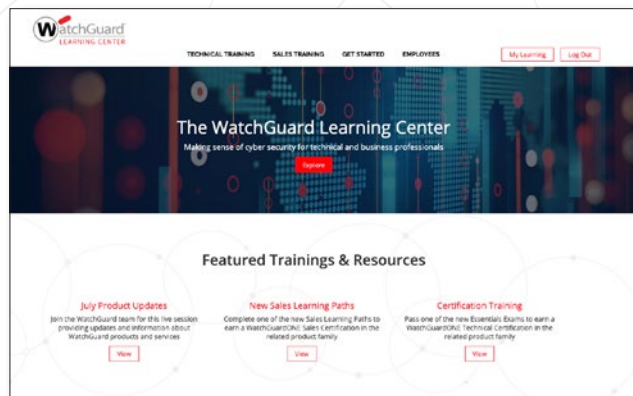 WatchGuard
LEARNING CENTER
TECHNICAL TRAINING SALES TRAINING GET STARTED EMPLOYEES My Learning Log Out
The WatchGuard Learning Center
Making sense of cyber security for technical and business professionals
Explore
Featured Trainings & Resources
July Product Updates
Join the WatchGuard team for this live session
providing updates and information about
WatchGuard products and services
View
New Sales Learning Paths
Complete one of the new Sales Learning Paths to
earn a WatchGuardONE Sales Certification in the
related product family
View
Certification Training
Pass one of the new Essentials Exams to earn a
WatchGuardONE Technical Certification in the
related product family
View